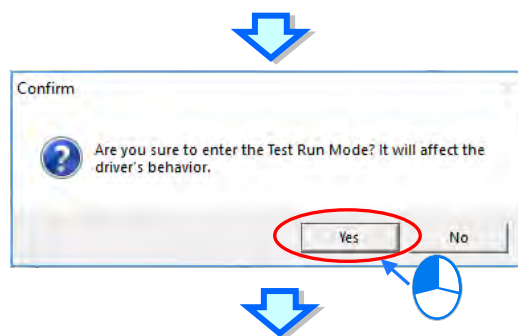 Confirm
Are you sure to enter the Test Run Mode? It will affect the
driver's behavior.
Yes
No